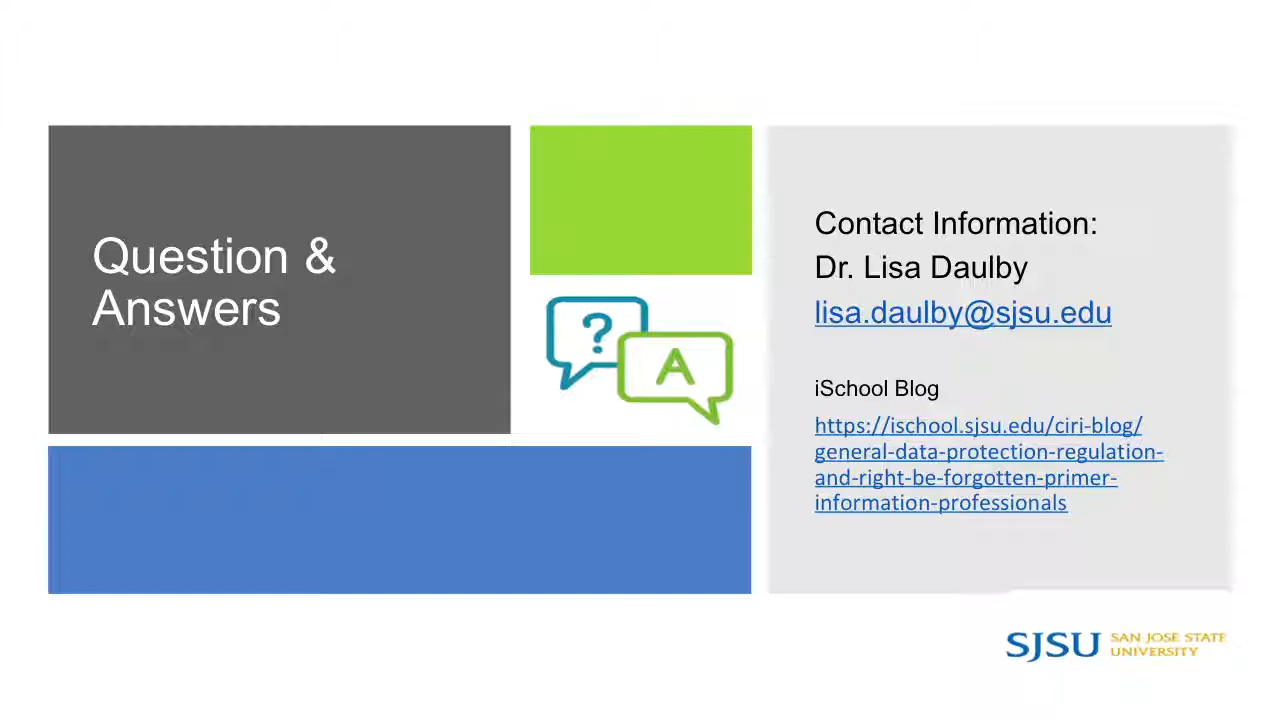 Question &
Answers
?
A
Contact Information:
Dr. Lisa Daulby
lisa.daulby@sjsu.edu
iSchool Blog
https://ischool.sjsu.edu/ciri-blog/
general-data-protection-regulation-
and-right-be-forgotten-primer-
information-professionals
SJSU SAN JOSE STATE
UNIVERSITY